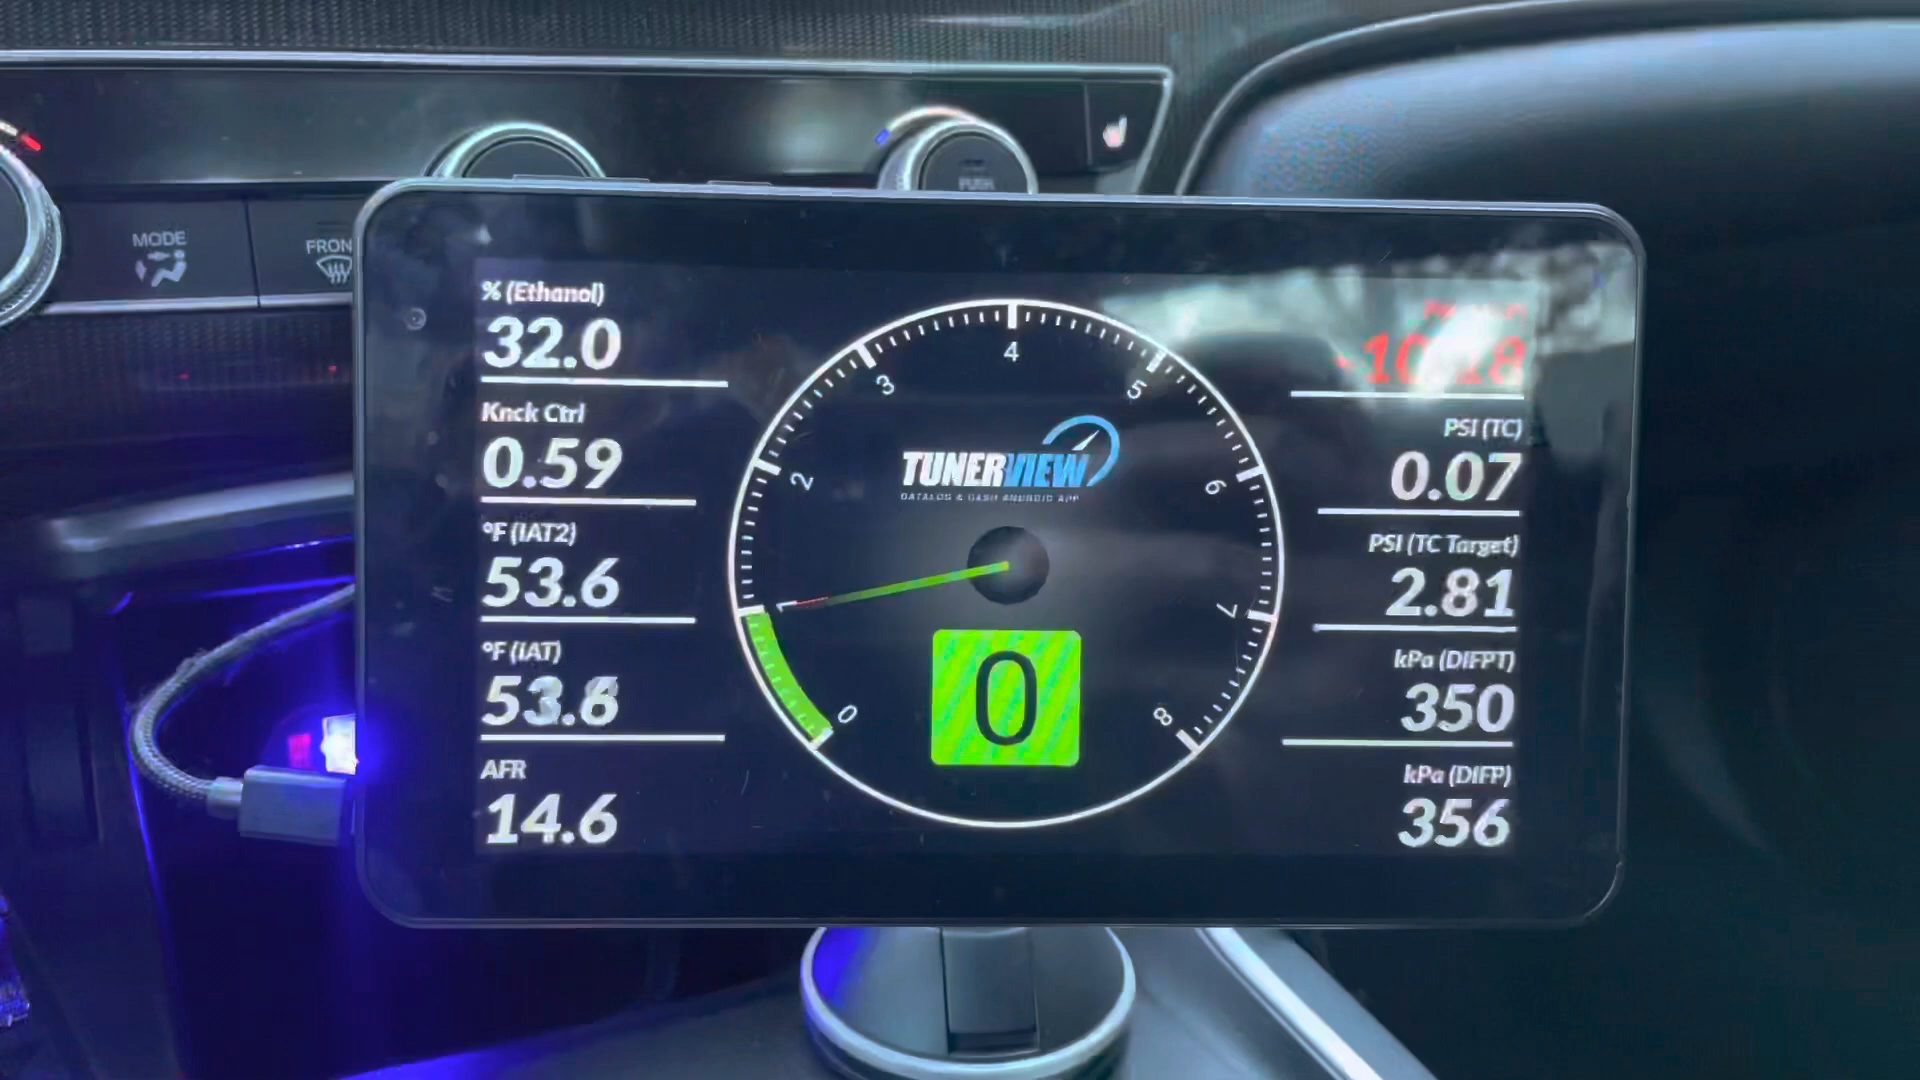 PUSH
MODE
FRON
% (Ethanol)
32.0
Knck Ctrl
0.59
°F (IAT2)
53.6
°F (IAT)
AFR
14.6
0
1
2
3
4
5
6
7
8
TUNERVIEW
DATALOG & DASH ANDROID APP
0
PSI (TC)
0.07
PSI (TC Target)
2.81
kPa (DIFPT)
350
kPa (DIFP)
356